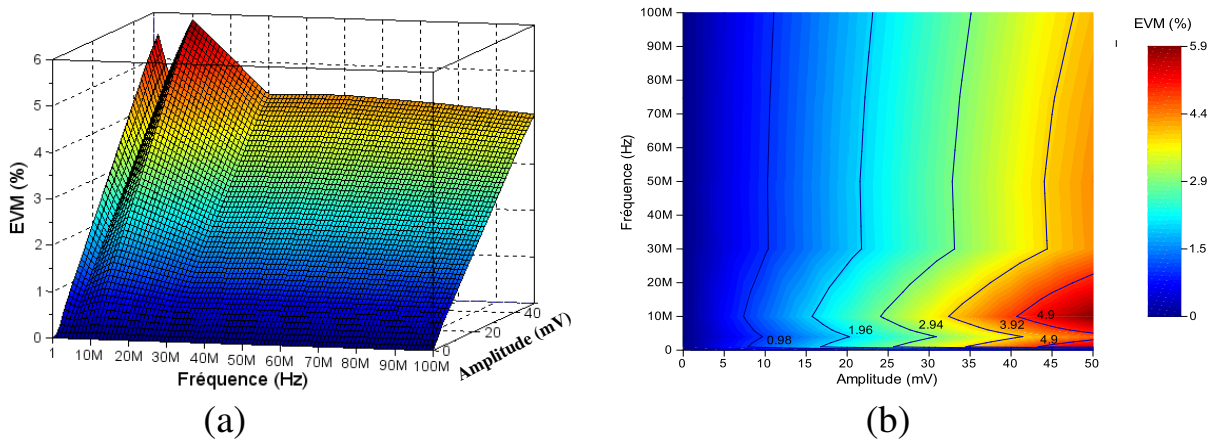 6
5
4
3
2
1
0
EVM (%)
1 10M 20M 30M 40M 50M 60M 70M 80M 90M 100M
Fréquence (Hz)
0
20
40
Amplitude (mV)
(a)
100M
90M
80M
70M
60M
50M
40M
30M
20M
10M
0
Fréquence (Hz)
0.98
1.96
2.94
3.92
4.9
4.9
0 5 10 15 20 25 30 35 40 45 50
Amplitude (mV)
EVM (%)
5.9
4.4
2.9
1.5
0
(b)